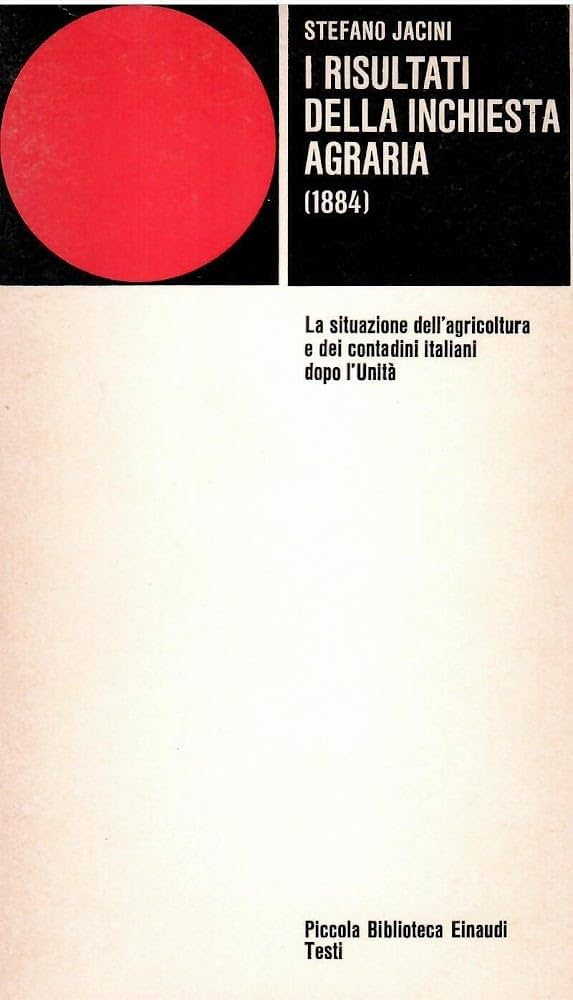 STEFANO JACINI
I RISULTATI
DELLA INCHIESTA
AGRARIA
(1884)
La situazione dell'agricoltura
e dei contadini italiani
dopo l'Unità
Piccola Biblioteca Einaudi
Testi